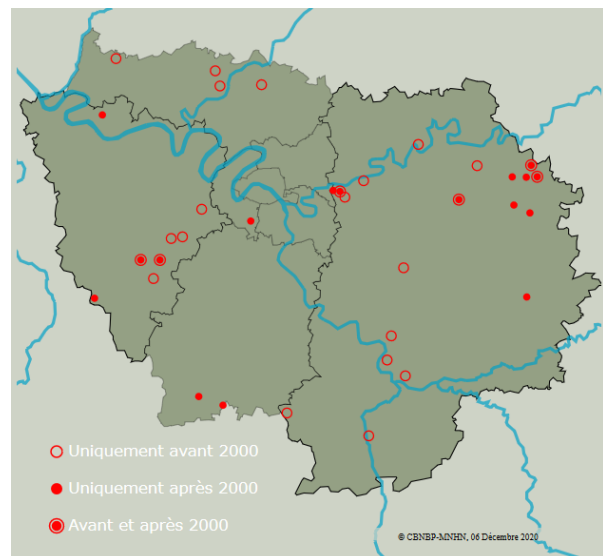 Uniquement avant 2000
Uniquement après 2000
Avant et après 2000
© CBNBP-MNHN, 06 Décembre 2020